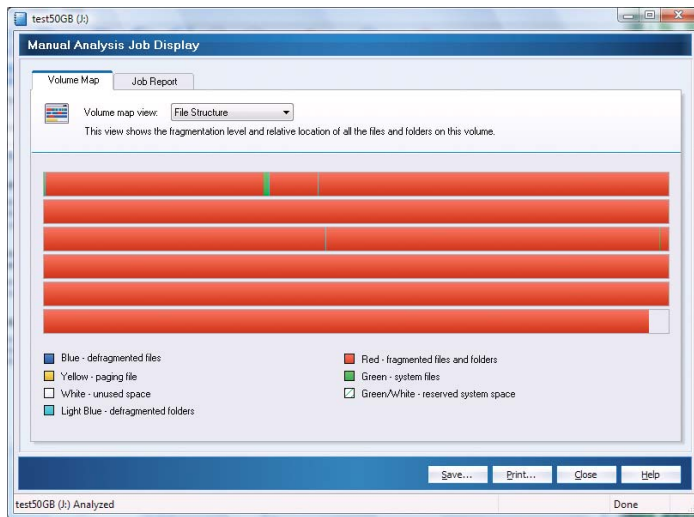 test50GB (J:)
Manual Analysis Job Display
Volume Map
Job Report
Volume map view: File Structure
This view shows the fragmentation level and relative location of all the files and folders on this volume.
Blue - defragmented files
Red - fragmented files and folders
Yellow - paging file
Green - system files
White - unused space
Green/White - reserved system space
Light Blue - defragmented folders
Save... Print... Close Help
test50GB (J:) Analyzed Done